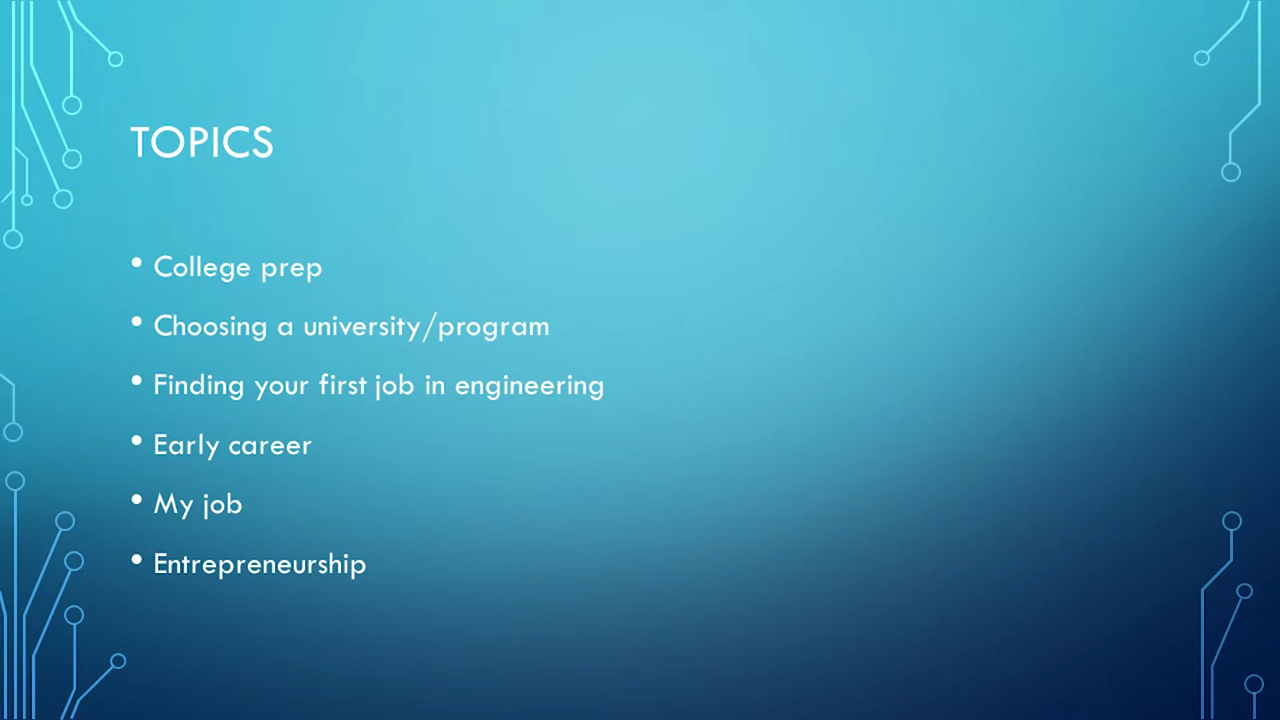 TOPICS
• College prep
• Choosing a university/program
• Finding your first job in engineering
• Early career
• My job
• Entrepreneurship